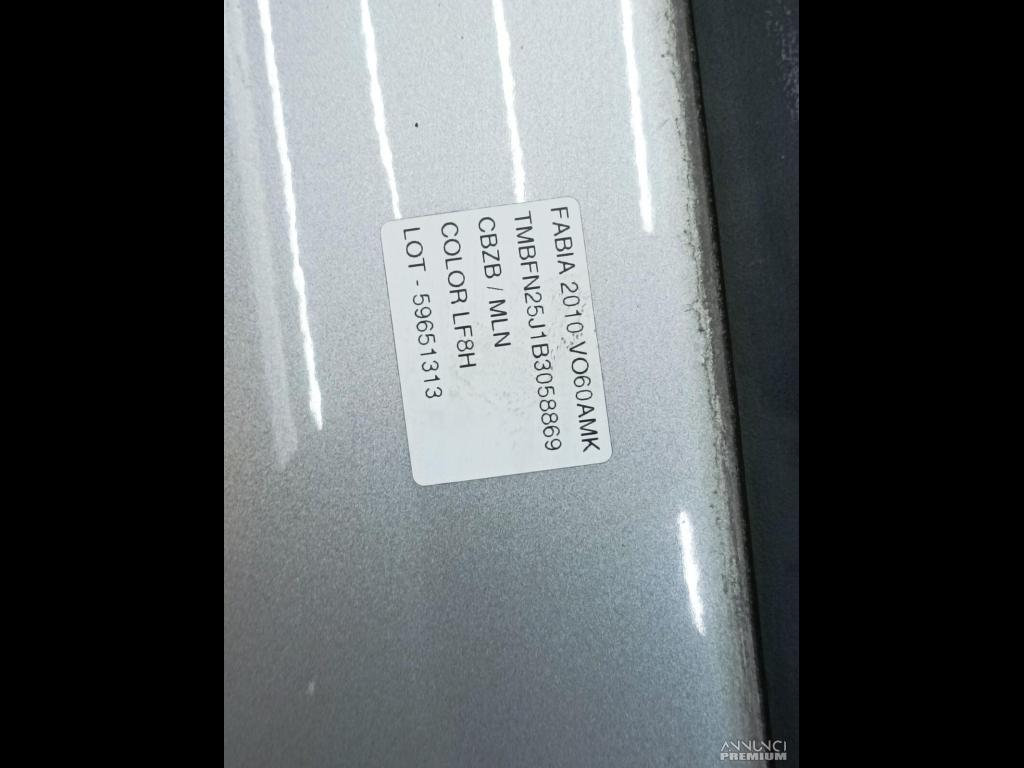 FABIA 2010 VO60AMK
TMBFN25J1B3058869
CBZB / MLN
COLOR LF8H
LOT - 59651313
ANNUNCI
PREMIUM